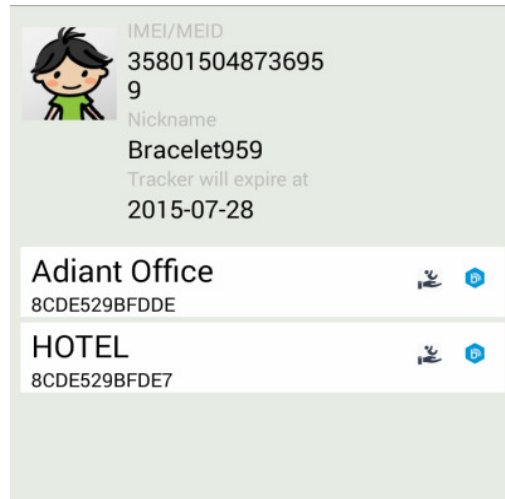 IMEI/MEID
35801504873695
9
Nickname
Bracelet959
Tracker will expire at
2015-07-28
Adiant Office
8CDE529BFDDE
HOTEL
8CDE529BFDE7